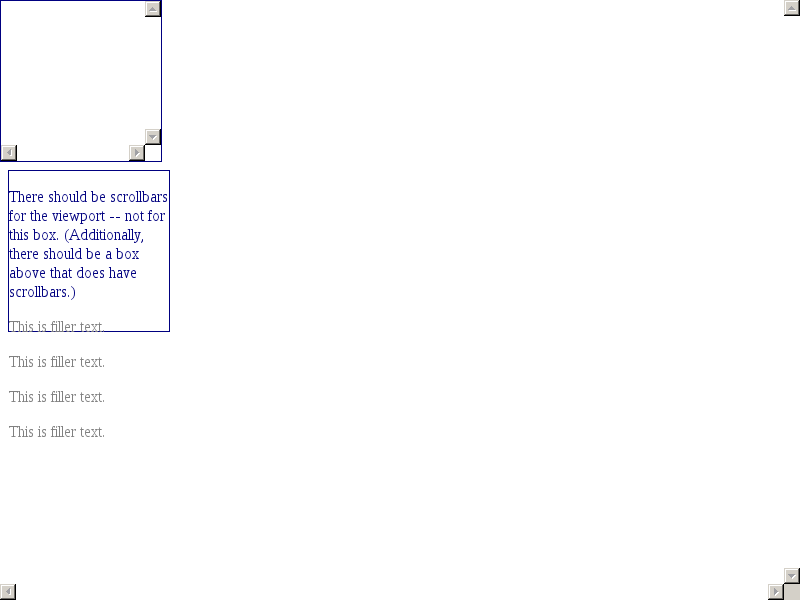 There should be scrollbars
for the viewport -- not for
this box. (Additionally,
there should be a box
above that does have
scrollbars.)
This is filler text.
This is filler text.
This is filler text.
This is filler text.